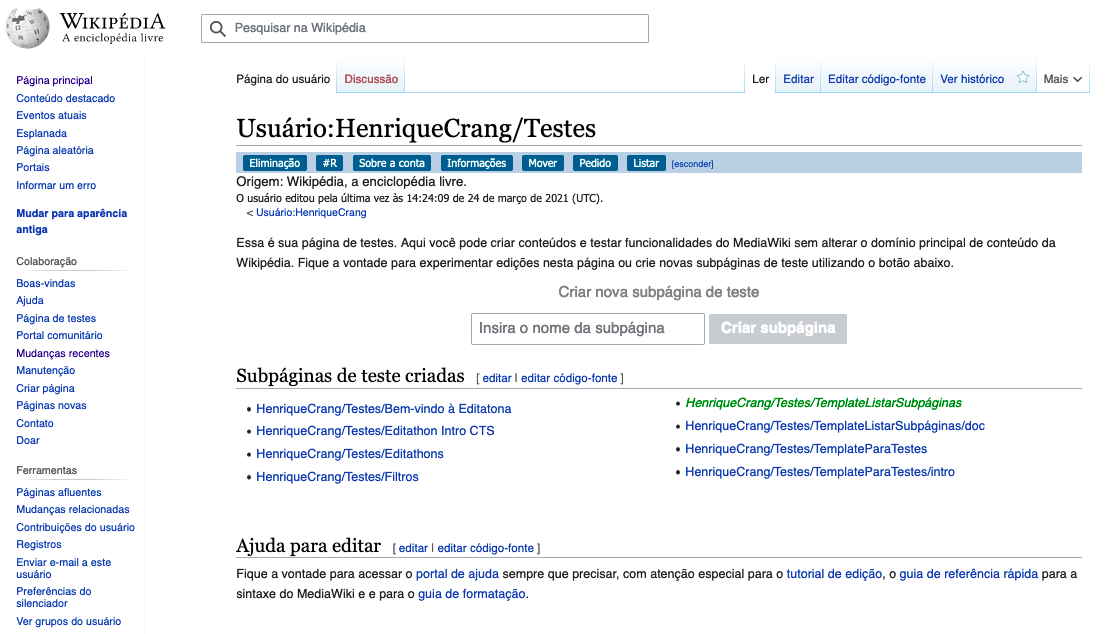 WIKIPÉDIA
A enciclopédia livre
Pesquisar na Wikipédia
Página principal
Conteúdo destacado
Eventos atuais
Esplanada
Página aleatória
Portais
Informar um erro
Mudar para aparência
antiga
Colaboração
Boas-vindas
Ajuda
Página de testes
Portal comunitário
Mudanças recentes
Manutenção
Criar página
Páginas novas
Contato
Doar
Ferramentas
Páginas afluentes
Mudanças relacionadas
Contribuições do usuário
Registros
Enviar e-mail a este
usuário
Preferências do
silenciador
Ver grupos do usuário
Página do usuário Discussão Ler Editar Editar código-fonte Ver histórico Mais
Usuário:HenriqueCrang/Testes
Eliminação #R Sobre a conta Informações Mover Pedido Listar [esconder]
Origem: Wikipédia, a enciclopédia livre.
O usuário editou pela última vez às 14:24:09 de 24 de março de 2021 (UTC).
< Usuário:HenriqueCrang
Essa é sua página de testes. Aqui você pode criar conteúdos e testar funcionalidades do MediaWiki sem alterar o domínio principal de conteúdo da
Wikipédia. Fique a vontade para experimentar edições nesta página ou crie novas subpáginas de teste utilizando o botão abaixo.
Criar nova subpágina de teste
Insira o nome da subpágina Criar subpágina
Subpáginas de teste criadas [ editar | editar código-fonte ]
• HenriqueCrang/Testes/Bem-vindo à Editatona
• HenriqueCrang/Testes/Editathon Intro CTS
• HenriqueCrang/Testes/Editathons
• HenriqueCrang/Testes/Filtros
• HenriqueCrang/Testes/TemplateListarSubpáginas
• HenriqueCrang/Testes/TemplateListarSubpáginas/doc
• HenriqueCrang/Testes/TemplateParaTestes
• HenriqueCrang/Testes/TemplateParaTestes/intro
Ajuda para editar [ editar | editar código-fonte ]
Fique a vontade para acessar o portal de ajuda sempre que precisar, com atenção especial para o tutorial de edição, o guia de referência rápida para a
sintaxe do MediaWiki e e para o guia de formatação.